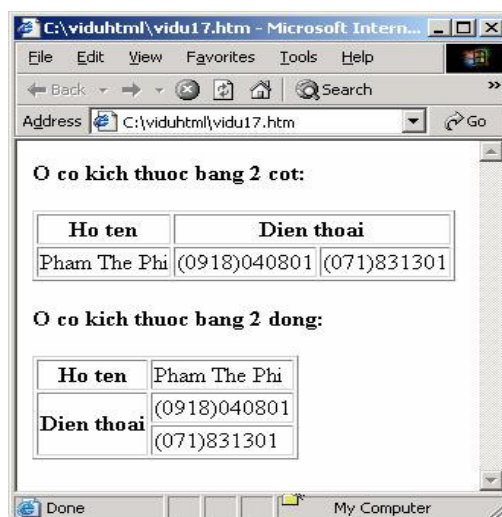 C:\viduhtml\vidu17.htm - Microsoft Intern...
File Edit View Favorites Tools Help
Back Search »
Address C:\viduhtml\vidu17.htm Go
O co kich thuoc bang 2 cot:
Ho ten Dien thoai
Pham The Phi (0918)040801 (071)831301
O co kich thuoc bang 2 dong:
Ho ten Pham The Phi
Dien thoai (0918)040801
(071)831301
Done My Computer